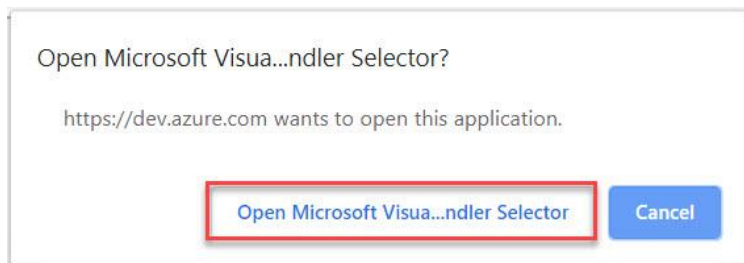 Open Microsoft Visua...ndler Selector?
https://dev.azure.com wants to open this application.
Open Microsoft Visua...ndler Selector
Cancel